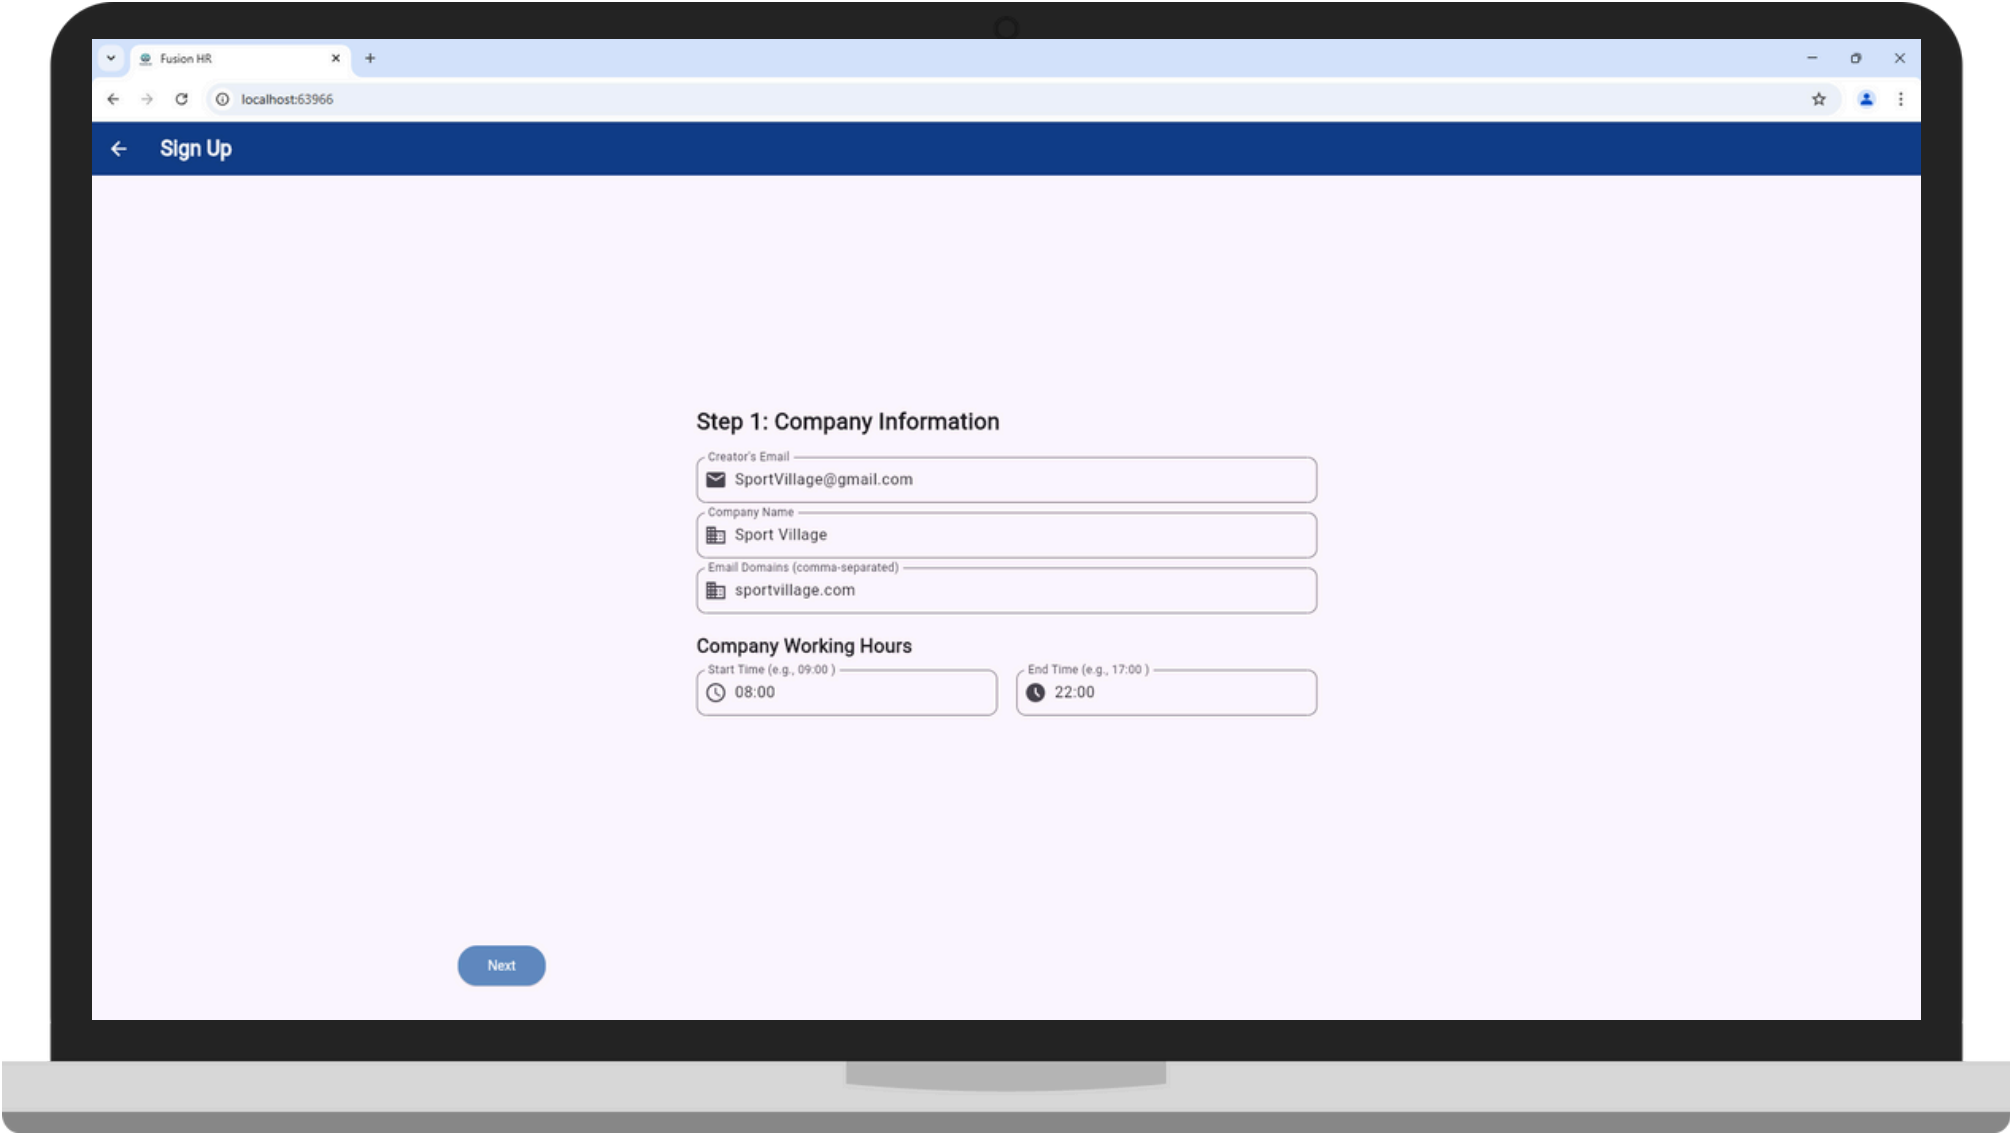 Fusion HR
localhost:63966
Sign Up
Step 1: Company Information
Creator's Email
SportVillage@gmail.com
Company Name
Sport Village
Email Domains (comma-separated)
sportvillage.com
Company Working Hours
Start Time (e.g., 09:00 ) End Time (e.g., 17:00 )
08:00 22:00
Next